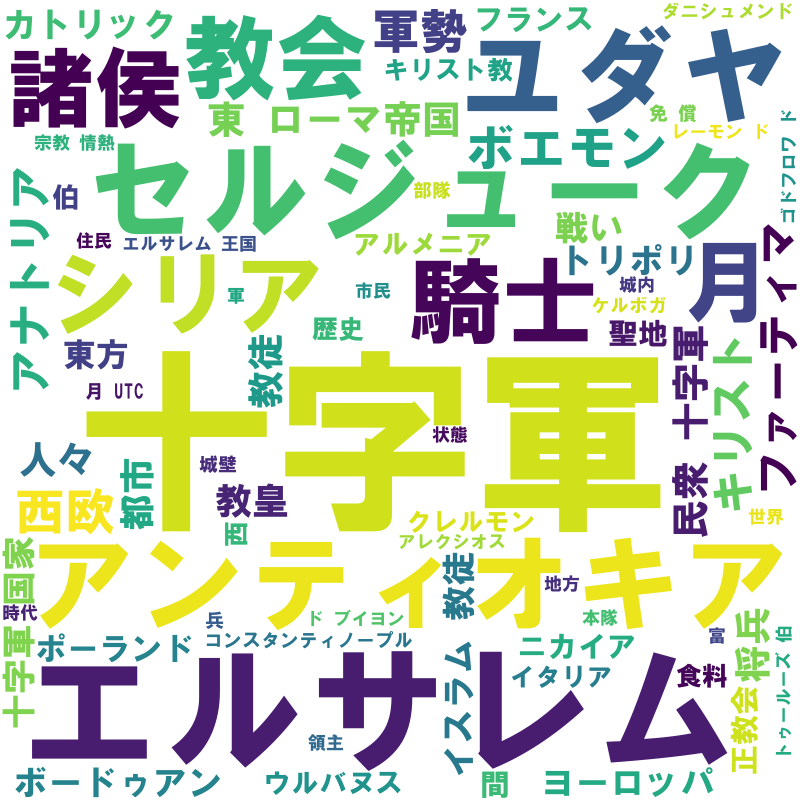 カトリック
教会
軍勢
フランス
ダニシュメンド
諸侯
キリスト教
ユダヤ
東 ローマ帝国
免 償
レーモン ド
宗教 情熱
ボエモン
ゴドフロワ ド
セルジューク
アナトリア
伯
部隊
戦い
住民
エルサレム 王国
アルメニア
トリポリ
月
ファーティマ
シリア
軍
市民
騎士
城内
ケルボガ
歴史
聖地
東方
教徒
十字軍
キリスト
月 UTC
十字軍
状態
人々
城壁
都市
教皇
民衆
西欧
西
クレルモン
世界
アレクシオス
国家
アンティオキア
教徒
地方
時代
兵
ド ブイヨン
本隊
富
伯
将兵
十字軍
ポーランド
コンスタンティノープル
ニカイア
エルサレム
イスラム
イタリア
食料
正教会
トゥールーズ
領主
ボードゥアン
ウルバヌス
間
ヨーロッパ